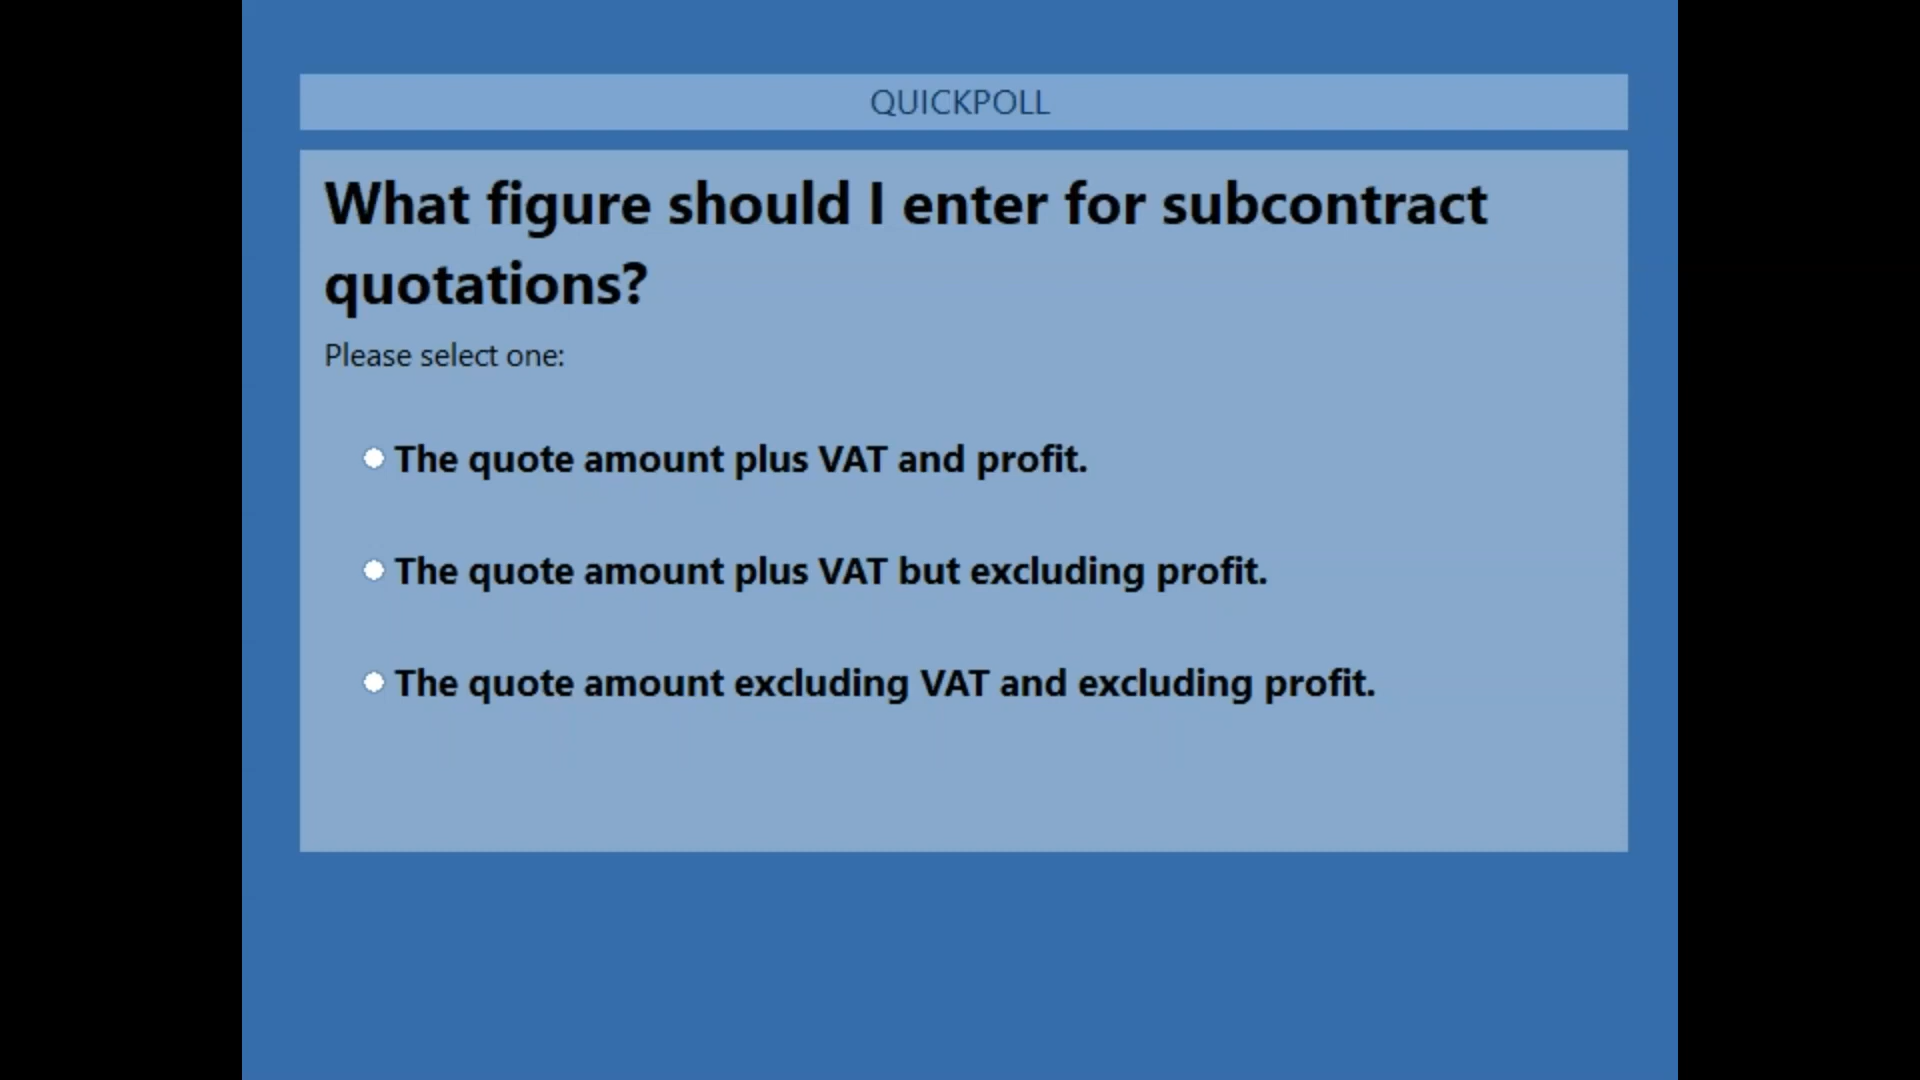 QUICKPOLL
What figure should I enter for subcontract
quotations?
Please select one:
The quote amount plus VAT and profit.
The quote amount plus VAT but excluding profit.
The quote amount excluding VAT and excluding profit.